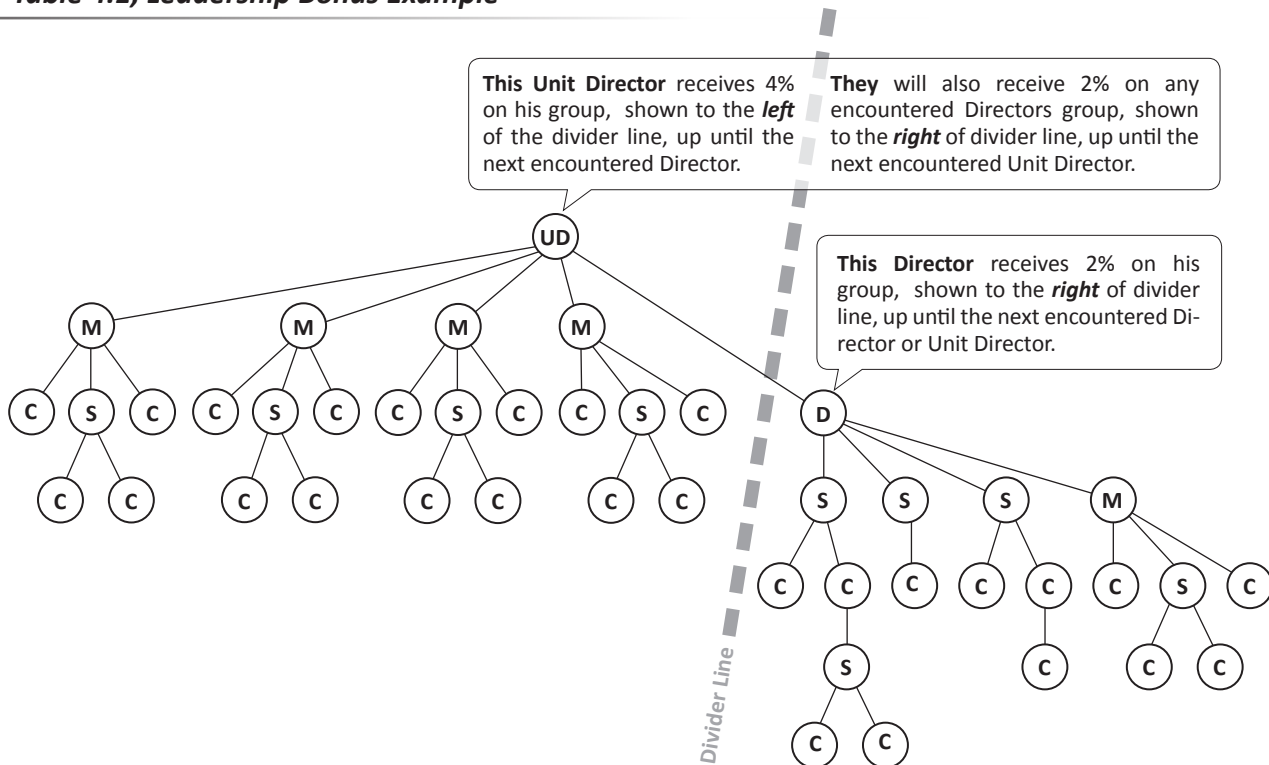 Table 4.2, Leadership Bonus Example
This Unit Director receives 4%
on his group, shown to the left
of the divider line, up until the
next encountered Director.
They will also receive 2% on any
encountered Directors group, shown
to the right of divider line, up until the
next encountered Unit Director.
UD
This Director receives 2% on his
group, shown to the right of divider
line, up until the next encountered Di-
rector or Unit Director.
M M M M
C S C C S C C S C C S C D
C C C C C C C C S S S M
C C C C C C S C
S C C C
C C
Divider Line